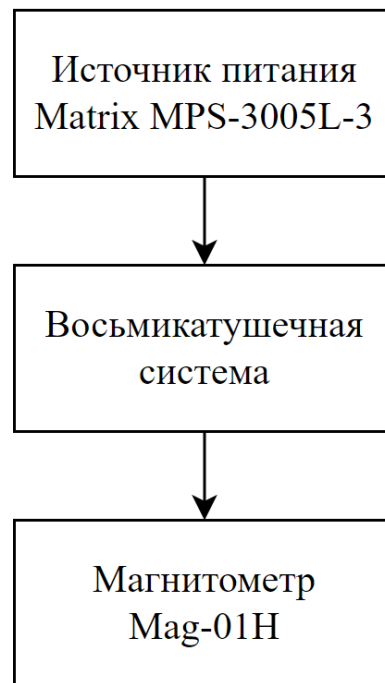 Источник питания
Matrix MPS-3005L-3
Восьмикатушечная
система
Магнитометр
Mag-01H